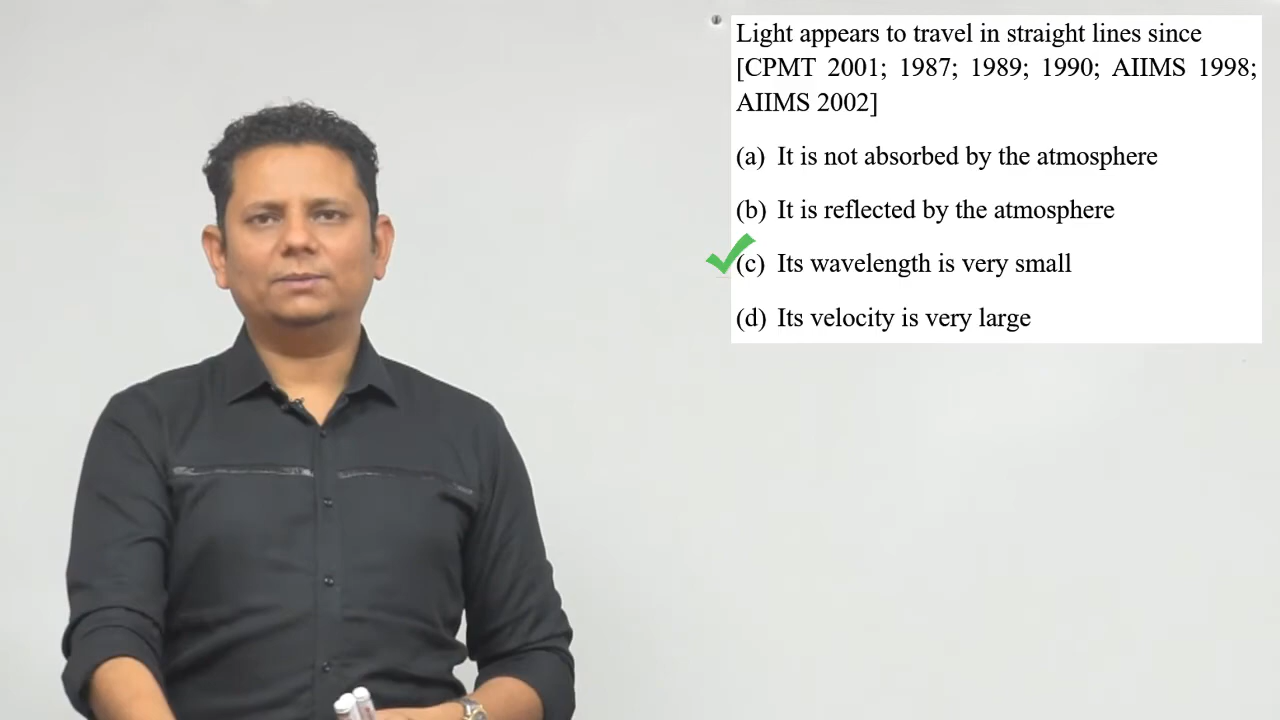 Light appears to travel in straight lines since
[CPMT 2001; 1987; 1989; 1990; AIIMS 1998;
AIIMS 2002]
(a) It is not absorbed by the atmosphere
(b) It is reflected by the atmosphere
(c) Its wavelength is very small
(d) Its velocity is very large